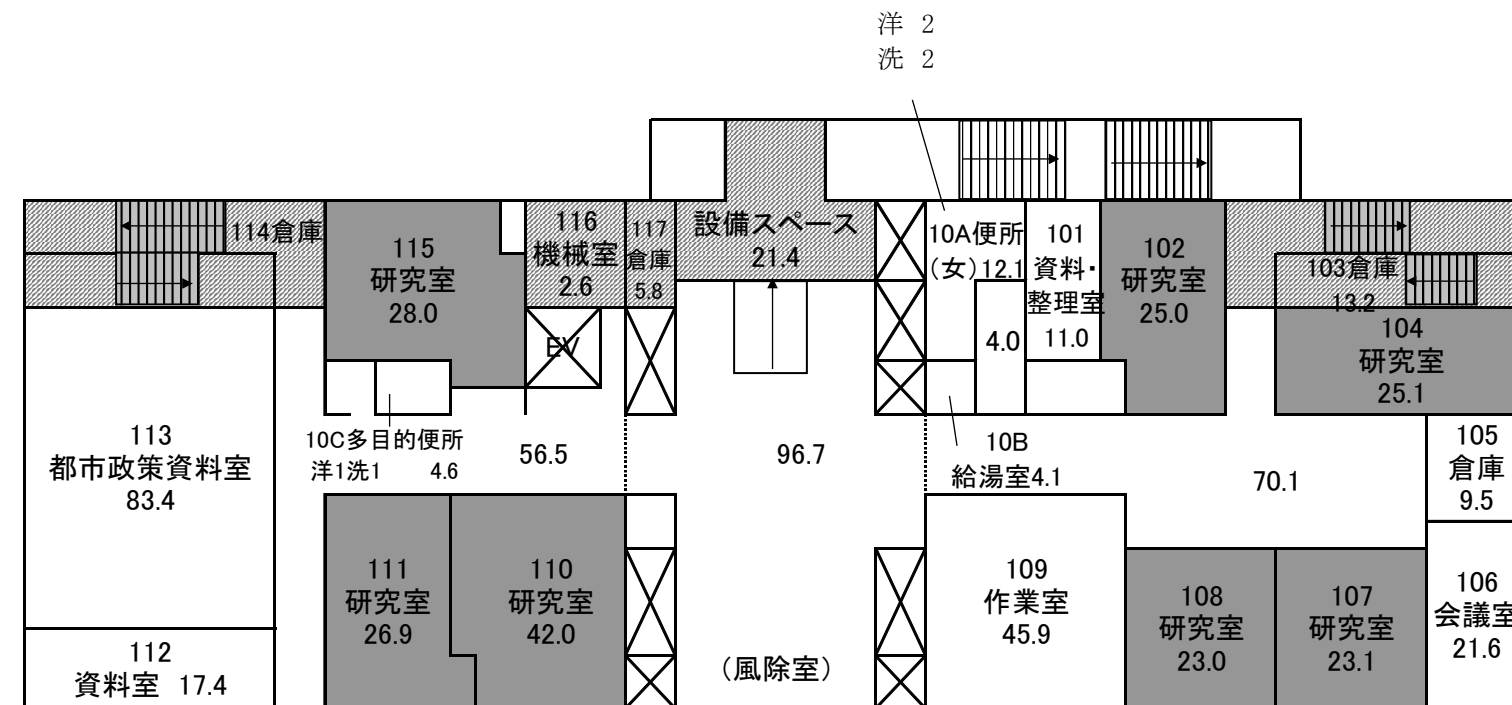 洋 2
洗 2
114倉庫
115
研究室
28.0
116
機械室
2.6
117
倉庫
5.8
設備スペース
21.4
10A便所
（女）12.1
101
資料・
整理室
11.0
102
研究室
25.0
103倉庫
13.2
104
研究室
25.1
EV
4.0
113
都市政策資料室
83.4
10C多目的便所
洋1洗1 4.6
56.5
96.7
10B
給湯室4.1
70.1
105
倉庫
9.5
111
研究室
26.9
110
研究室
42.0
109
作業室
45.9
108
研究室
23.0
107
研究室
23.1
106
会議室
21.6
112
資料室 17.4
（風除室）